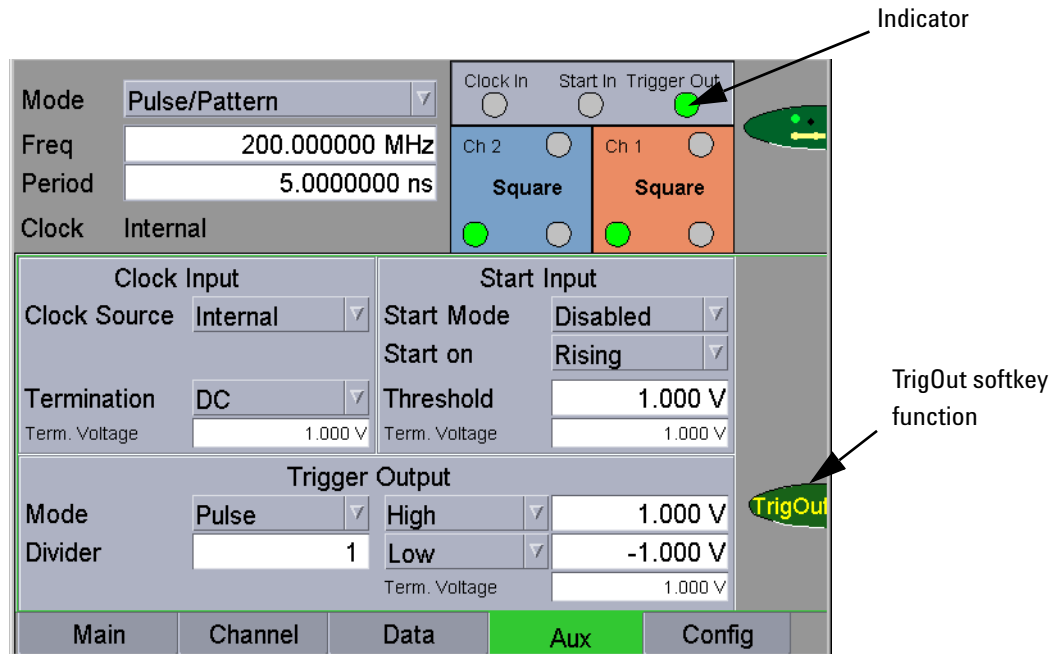 Indicator
Clock In Start In Trigger Out
Mode Pulse/Pattern
Freq 200.000000 MHz
Ch 2 Ch 1
Period 5.000000 ns
Square Square
Clock Internal
Clock Input
Clock Source Internal
Termination DC
Term. Voltage 1.000 V
Start Input
Start Mode Disabled
Start on Rising
Threshold 1.000 V
Term. Voltage 1.000 V
TrigOut softkey
function
Trigger Output
Mode Pulse High 1.000 V
TrigOut
Divider 1 Low -1.000 V
Term. Voltage 1.000 V
Main Channel Data Aux Config